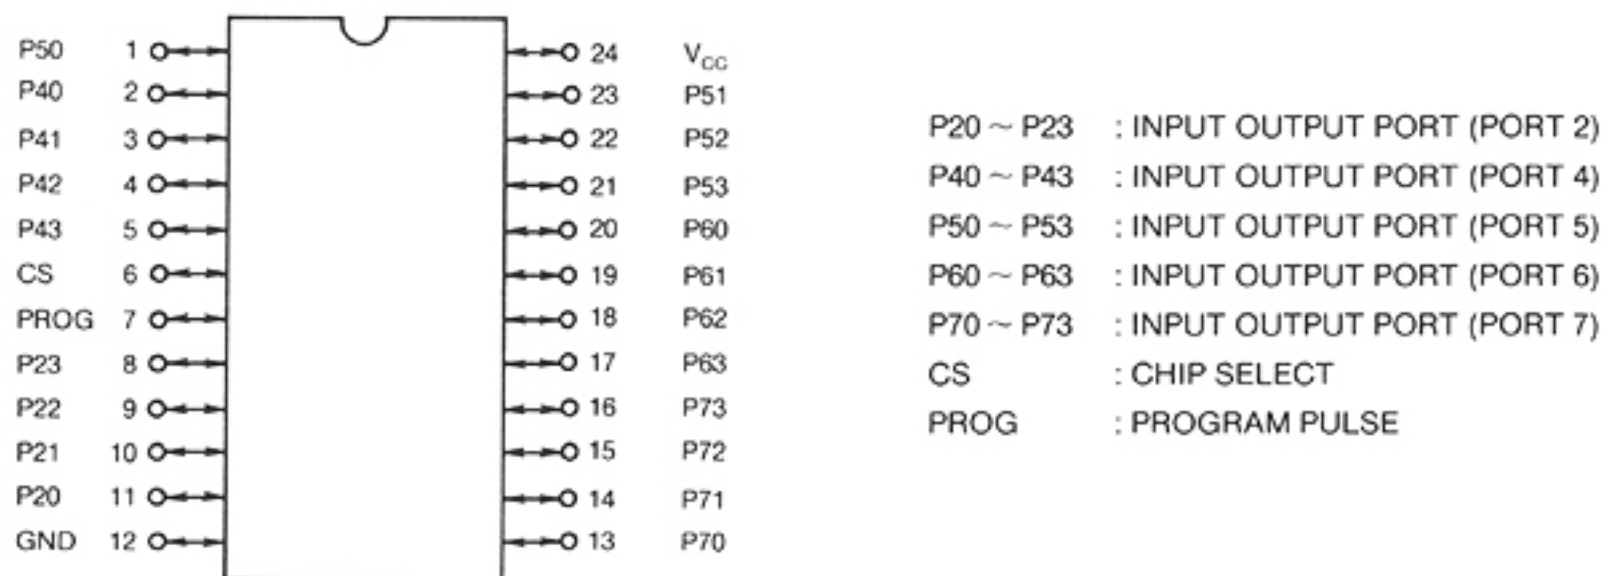 P50 1 24 VCC
P40 2 23 P51
P41 3 22 P52
P42 4 21 P53
P43 5 20 P60
CS 6 19 P61
PROG 7 18 P62
P23 8 17 P63
P22 9 16 P73
P21 10 15 P72
P20 11 14 P71
GND 12 13 P70
P20 ~ P23 : INPUT OUTPUT PORT (PORT 2)
P40 ~ P43 : INPUT OUTPUT PORT (PORT 4)
P50 ~ P53 : INPUT OUTPUT PORT (PORT 5)
P60 ~ P63 : INPUT OUTPUT PORT (PORT 6)
P70 ~ P73 : INPUT OUTPUT PORT (PORT 7)
CS : CHIP SELECT
PROG : PROGRAM PULSE